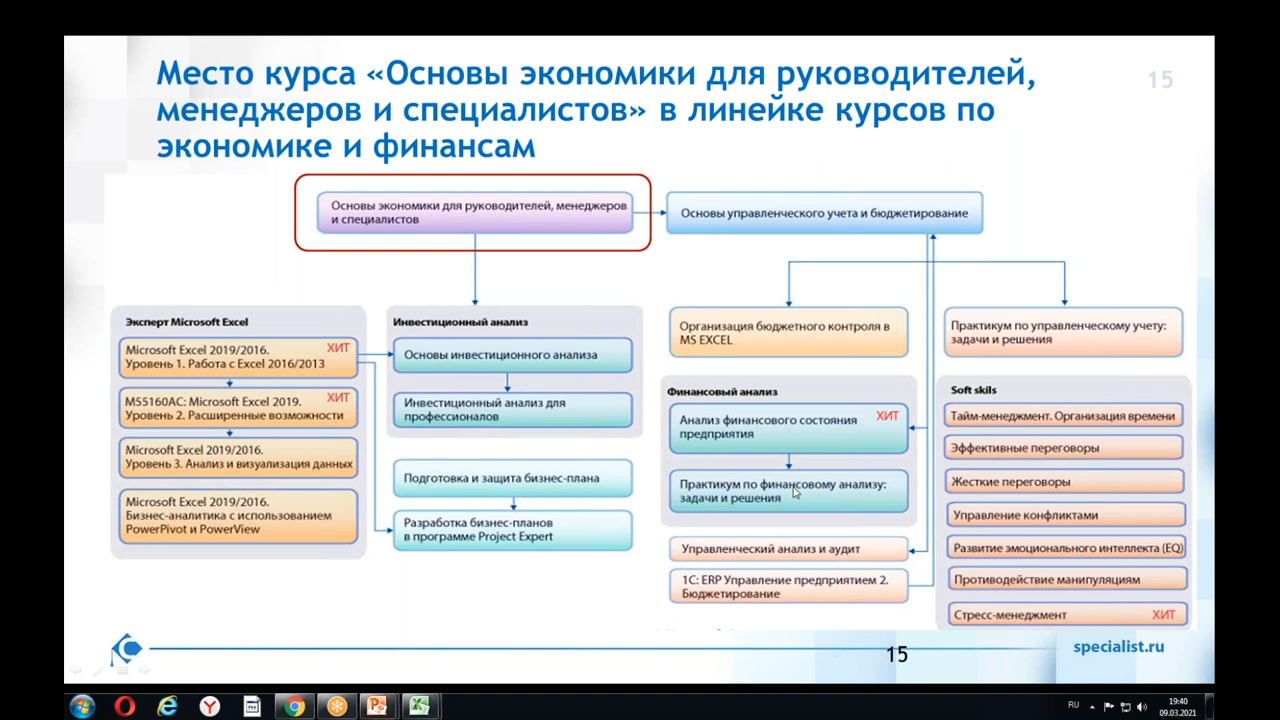 Место курса «Основы экономики для руководителей,
менеджеров и специалистов» в линейке курсов по
экономике и финансам
15
Основы экономики для руководителей, менеджеров
и специалистов
Основы управленческого учета и бюджетирование
Эксперт Microsoft Excel
Microsoft Excel 2019/2016.
ХИТ
Уровень 1. Работа с Excel 2016/2013
M55160AC: Microsoft Excel 2019.
ХИТ
Уровень 2. Расширенные возможности
Microsoft Excel 2019/2016.
Уровень 3. Анализ и визуализация данных
Microsoft Excel 2019/2016.
Бизнес-аналитика с использованием
PowerPivot и PowerView
Инвестиционный анализ
Основы инвестиционного анализа
Инвестиционный анализ для
профессионалов
Подготовка и защита бизнес-плана
Разработка бизнес-планов
в программе Project Expert
Организация бюджетного контроля в
MS EXCEL
Финансовый анализ
Анализ финансового состояния
предприятия
ХИТ
Практикум по финансовому анализу:
задачи и решения
Управленческий анализ и аудит
1С: ERP Управление предприятием 2.
Бюджетирование
Практикум по управленческому учету:
задачи и решения
Soft skils
Тайм-менеджмент. Организация времени
Эффективные переговоры
Жесткие переговоры
Управление конфликтами
Развитие эмоционального интеллекта (EQ)
Противодействие манипуляциям
Стресс-менеджмент
ХИТ
15
specialist.ru
RU
19:40
09.03.2021